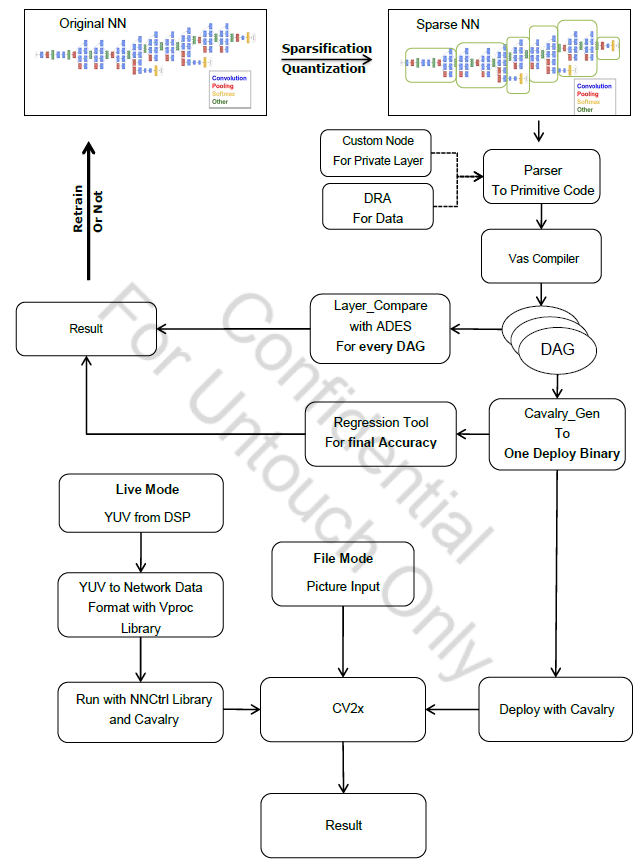 Original NN
Convolution
Pooling
Softmax
Other
Sparsification
Quantization
Sparse NN
Convolution
Pooling
Softmax
Other
Custom Node
For Private Layer
DRA
For Data
Parser
To Primitive Code
Vas Compiler
Retrain
Or Not
Result
Layer_Compare
with ADES
For every DAG
DAG
Regression Tool
For final Accuracy
Cavalry_Gen
To
One Deploy Binary
Live Mode
YUV from DSP
File Mode
Picture Input
YUV to Network Data
Format with Vproc
Library
Run with NNCtrl Library
and Cavalry
CV2x
Deploy with Cavalry
Result
Confidential
For Untouch Only